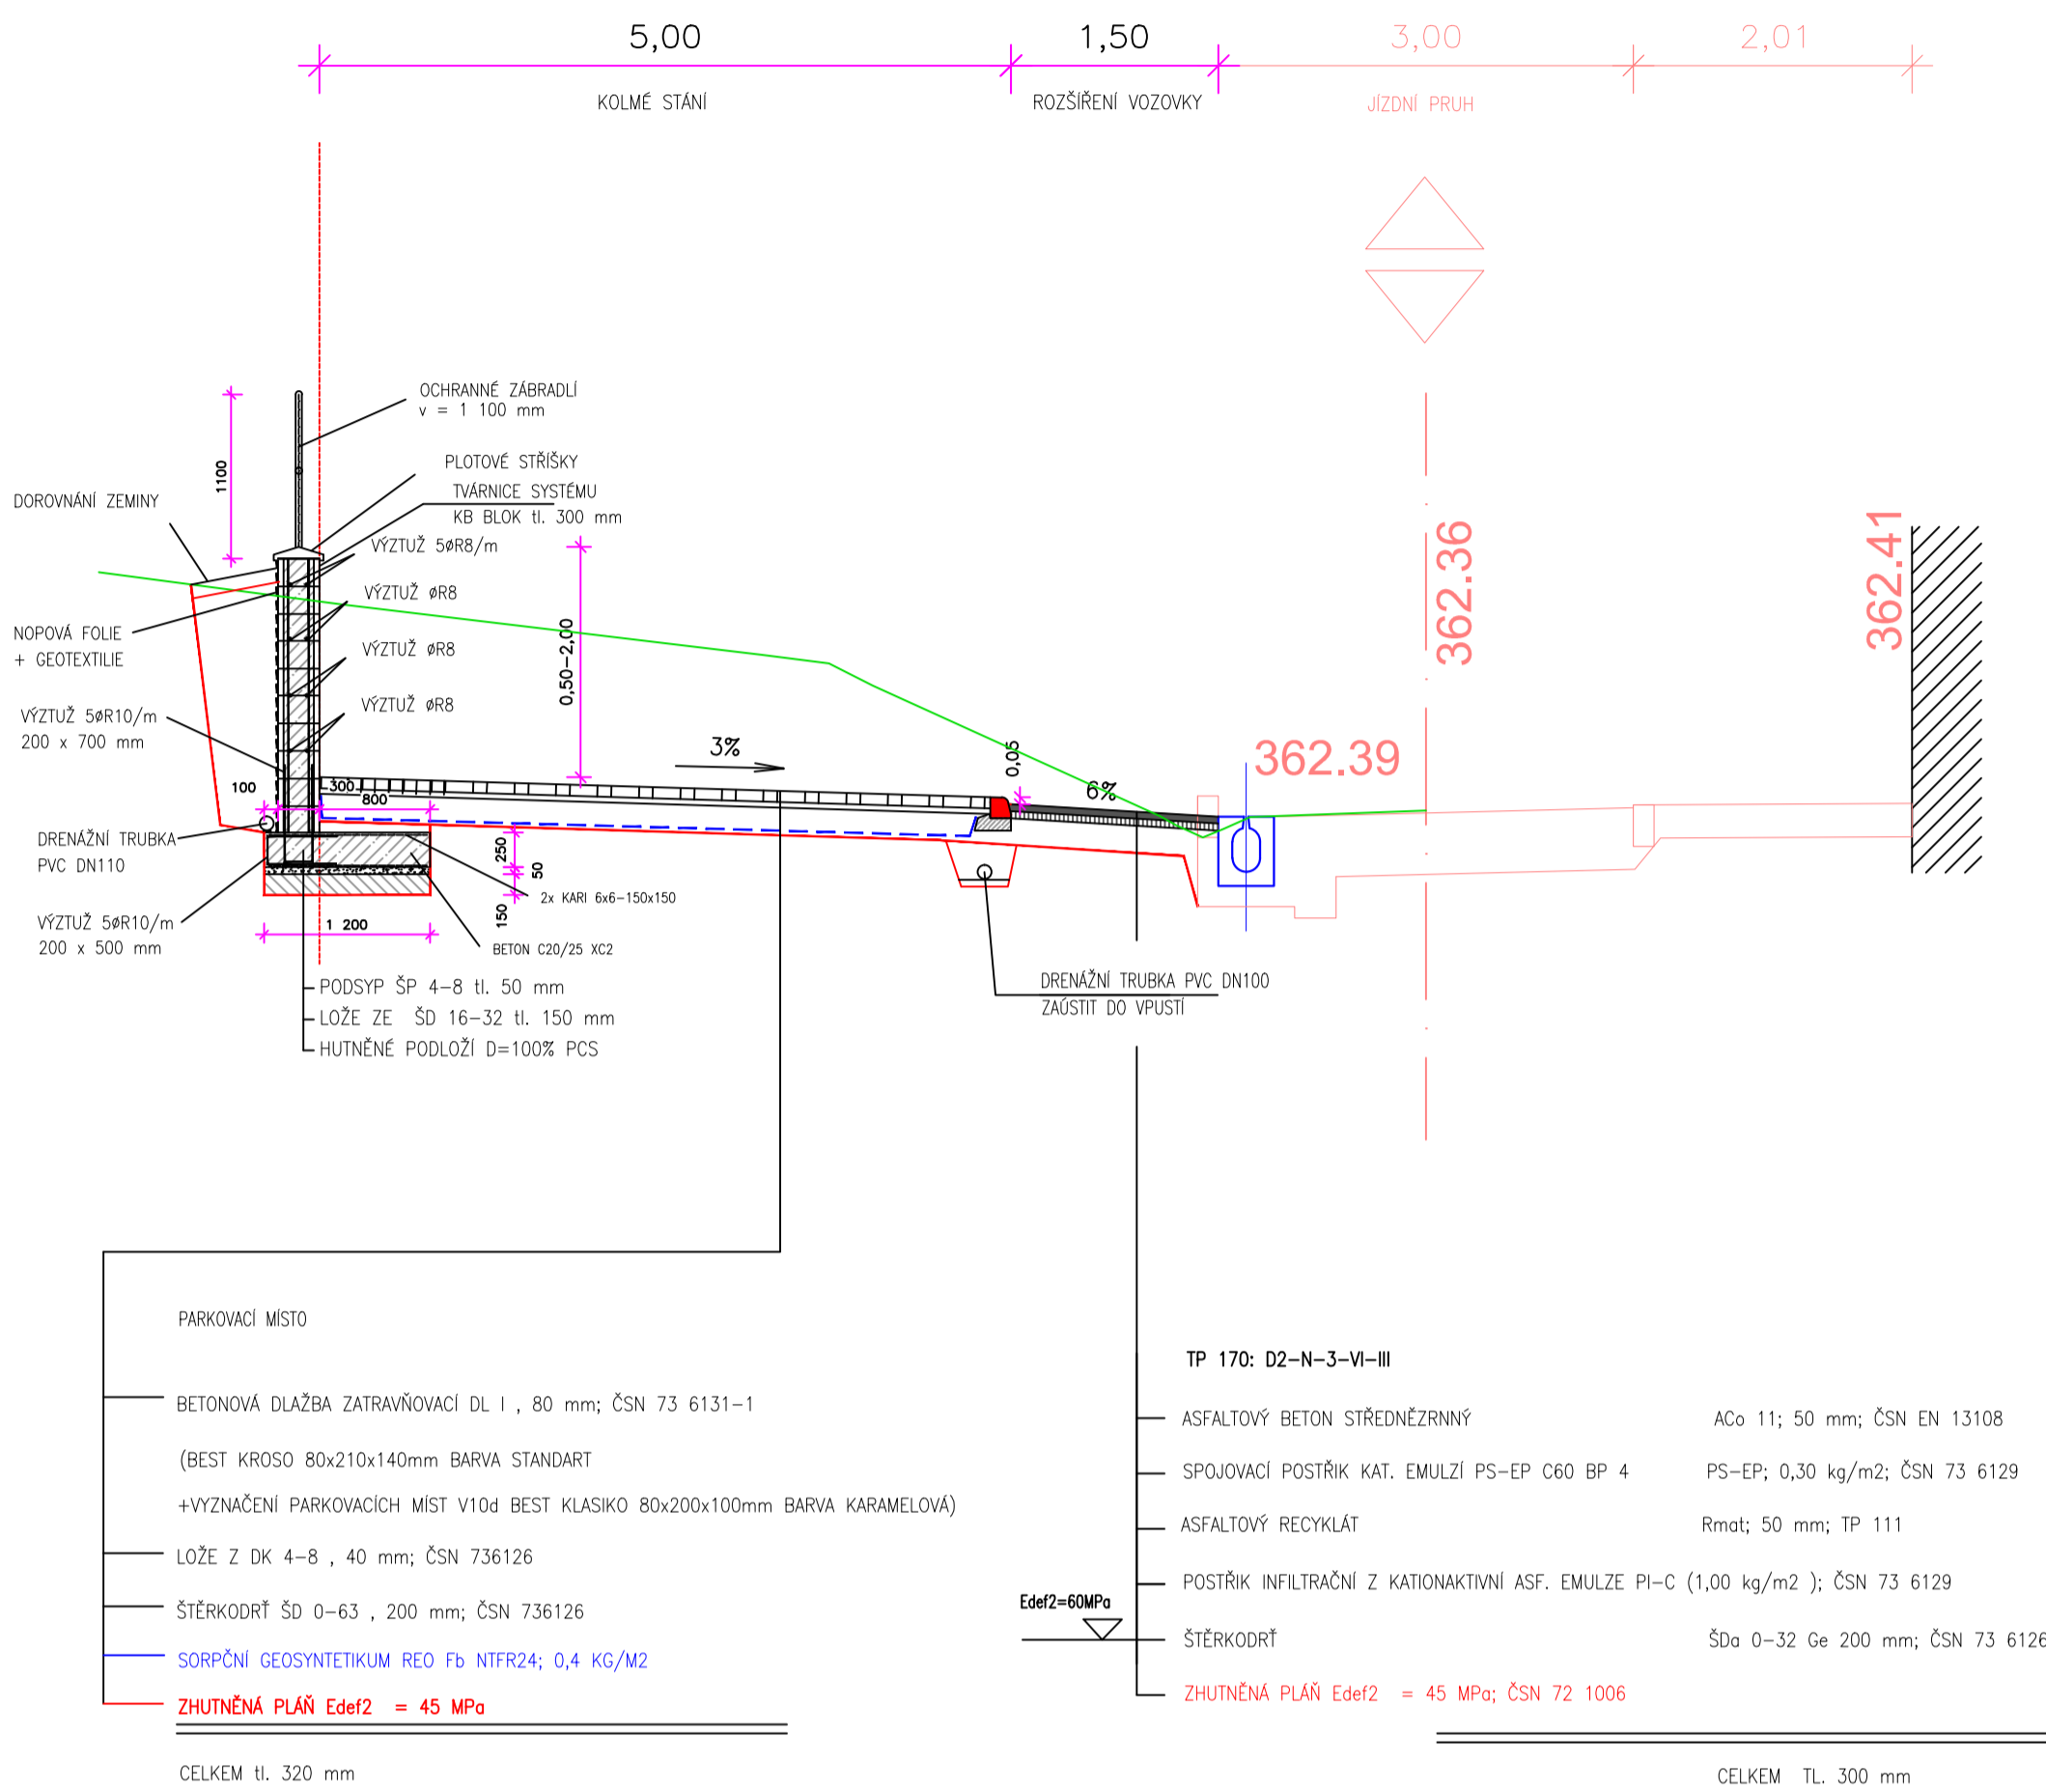 5,00
1,50
3,00
2,01
KOLMÉ STÁNÍ
ROZŠÍŘENÍ VOZOVKY
JÍZDNÍ PRUH
OCHRANNÉ ZÁBRADLÍ
v = 1 100 mm
1100
PLOTOVÉ STŘÍŠKY
TVÁRNICE SYSTÉMU
KB BLOK tl. 300 mm
DOROVNÁNÍ ZEMINY
VÝZTUŽ 5øR8/m
VÝZTUŽ øR8
NOPOVÁ FOLIE
+ GEOTEXTILIE
VÝZTUŽ øR8
0,50-2,00
VÝZTUŽ øR8
VÝZTUŽ 5øR10/m
200 x 700 mm
362.36
362.41
362.39
3%
0,05
6%
100
300
800
DRENÁŽNÍ TRUBKA
PVC DN110
250
50
150
2x KARI 6x6-150x150
VÝZTUŽ 5øR10/m
200 x 500 mm
1 200
BETON C20/25 XC2
PODSYP ŠP 4-8 tl. 50 mm
LOŽE ZE ŠD 16-32 tl. 150 mm
HUTNĚNÉ PODLOŽÍ D=100% PCS
DRENÁŽNÍ TRUBKA PVC DN100
ZAÚSTIT DO VPUSTÍ
PARKOVACÍ MÍSTO
BETONOVÁ DLAŽBA ZATRAVŇOVACÍ DL I , 80 mm; ČSN 73 6131-1
(BEST KROSO 80x210x140mm BARVA STANDART
+VYZNAČENÍ PARKOVACÍCH MÍST V10d BEST KLASIKO 80x200x100mm BARVA KARAMELOVÁ)
LOŽE Z DK 4-8 , 40 mm; ČSN 736126
ŠTĚRKODRŤ ŠD 0-63 , 200 mm; ČSN 736126
SORPČNÍ GEOSYNTETIKUM REO Fb NTFR24; 0,4 KG/M2
ZHUTNĚNÁ PLÁŇ Edef2 = 45 MPa
CELKEM tl. 320 mm
TP 170: D2-N-3-VI-III
ASFALTOVÝ BETON STŘEDNĚZRNNÝ ACo 11; 50 mm; ČSN EN 13108
SPOJOVACÍ POSTŘIK KAT. EMULZÍ PS-EP C60 BP 4 PS-EP; 0,30 kg/m2; ČSN 73 6129
ASFALTOVÝ RECYKLÁT Rmat; 50 mm; TP 111
POSTŘIK INFILTRAČNÍ Z KATIONAKTIVNÍ ASF. EMULZE PI-C (1,00 kg/m2 ); ČSN 73 6129
Edef2=60MPa
ŠTĚRKODRŤ ŠDa 0-32 Ge 200 mm; ČSN 73 6126
ZHUTNĚNÁ PLÁŇ Edef2 = 45 MPa; ČSN 72 1006
CELKEM TL. 300 mm